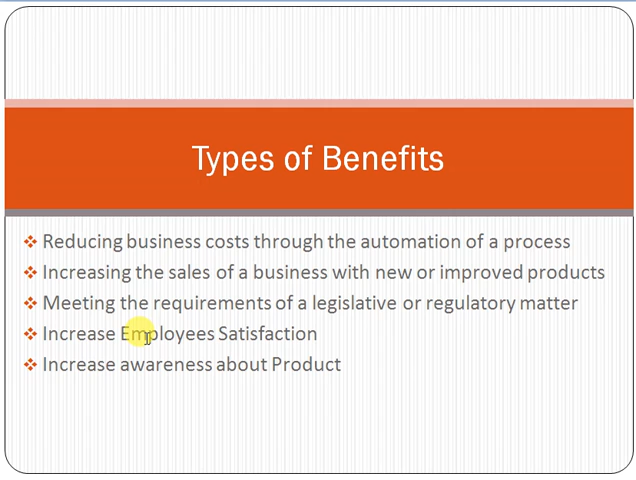 Types of Benefits
Reducing business costs through the automation of a process
Increasing the sales of a business with new or improved products
Meeting the requirements of a legislative or regulatory matter
Increase Employees Satisfaction
Increase awareness about Product